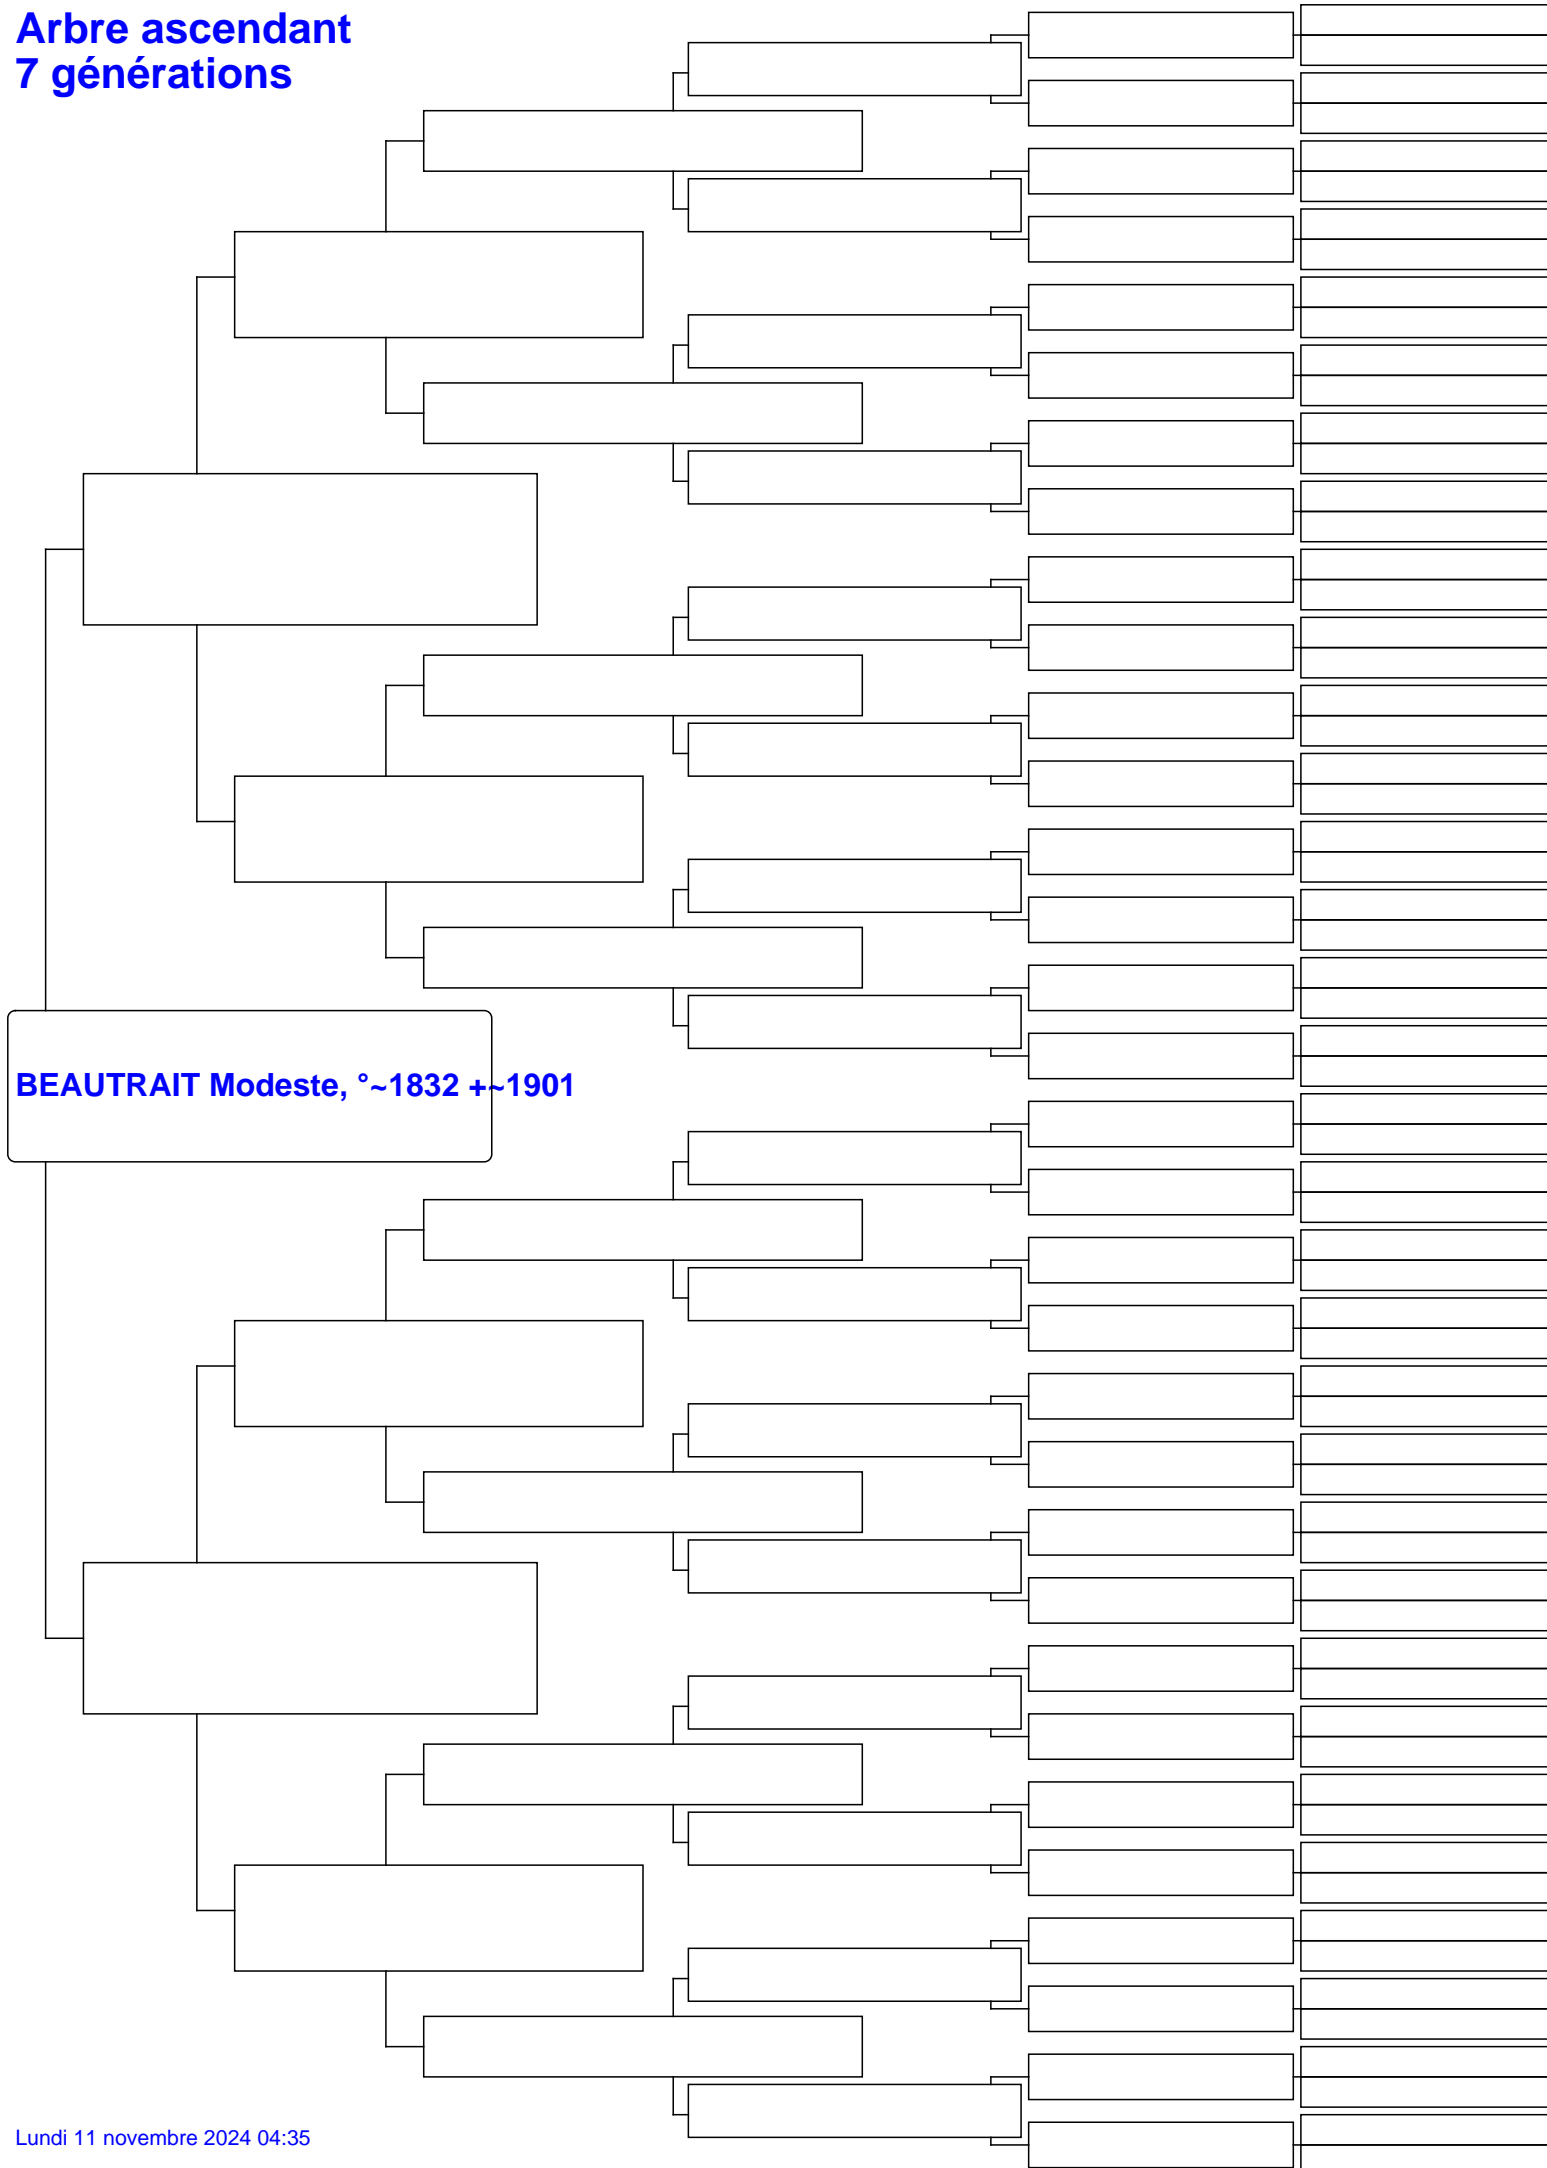 Arbre ascendant
7 générations
BEAUTRAIT Modeste, °~1832 +~1901
Lundi 11 novembre 2024 04:35